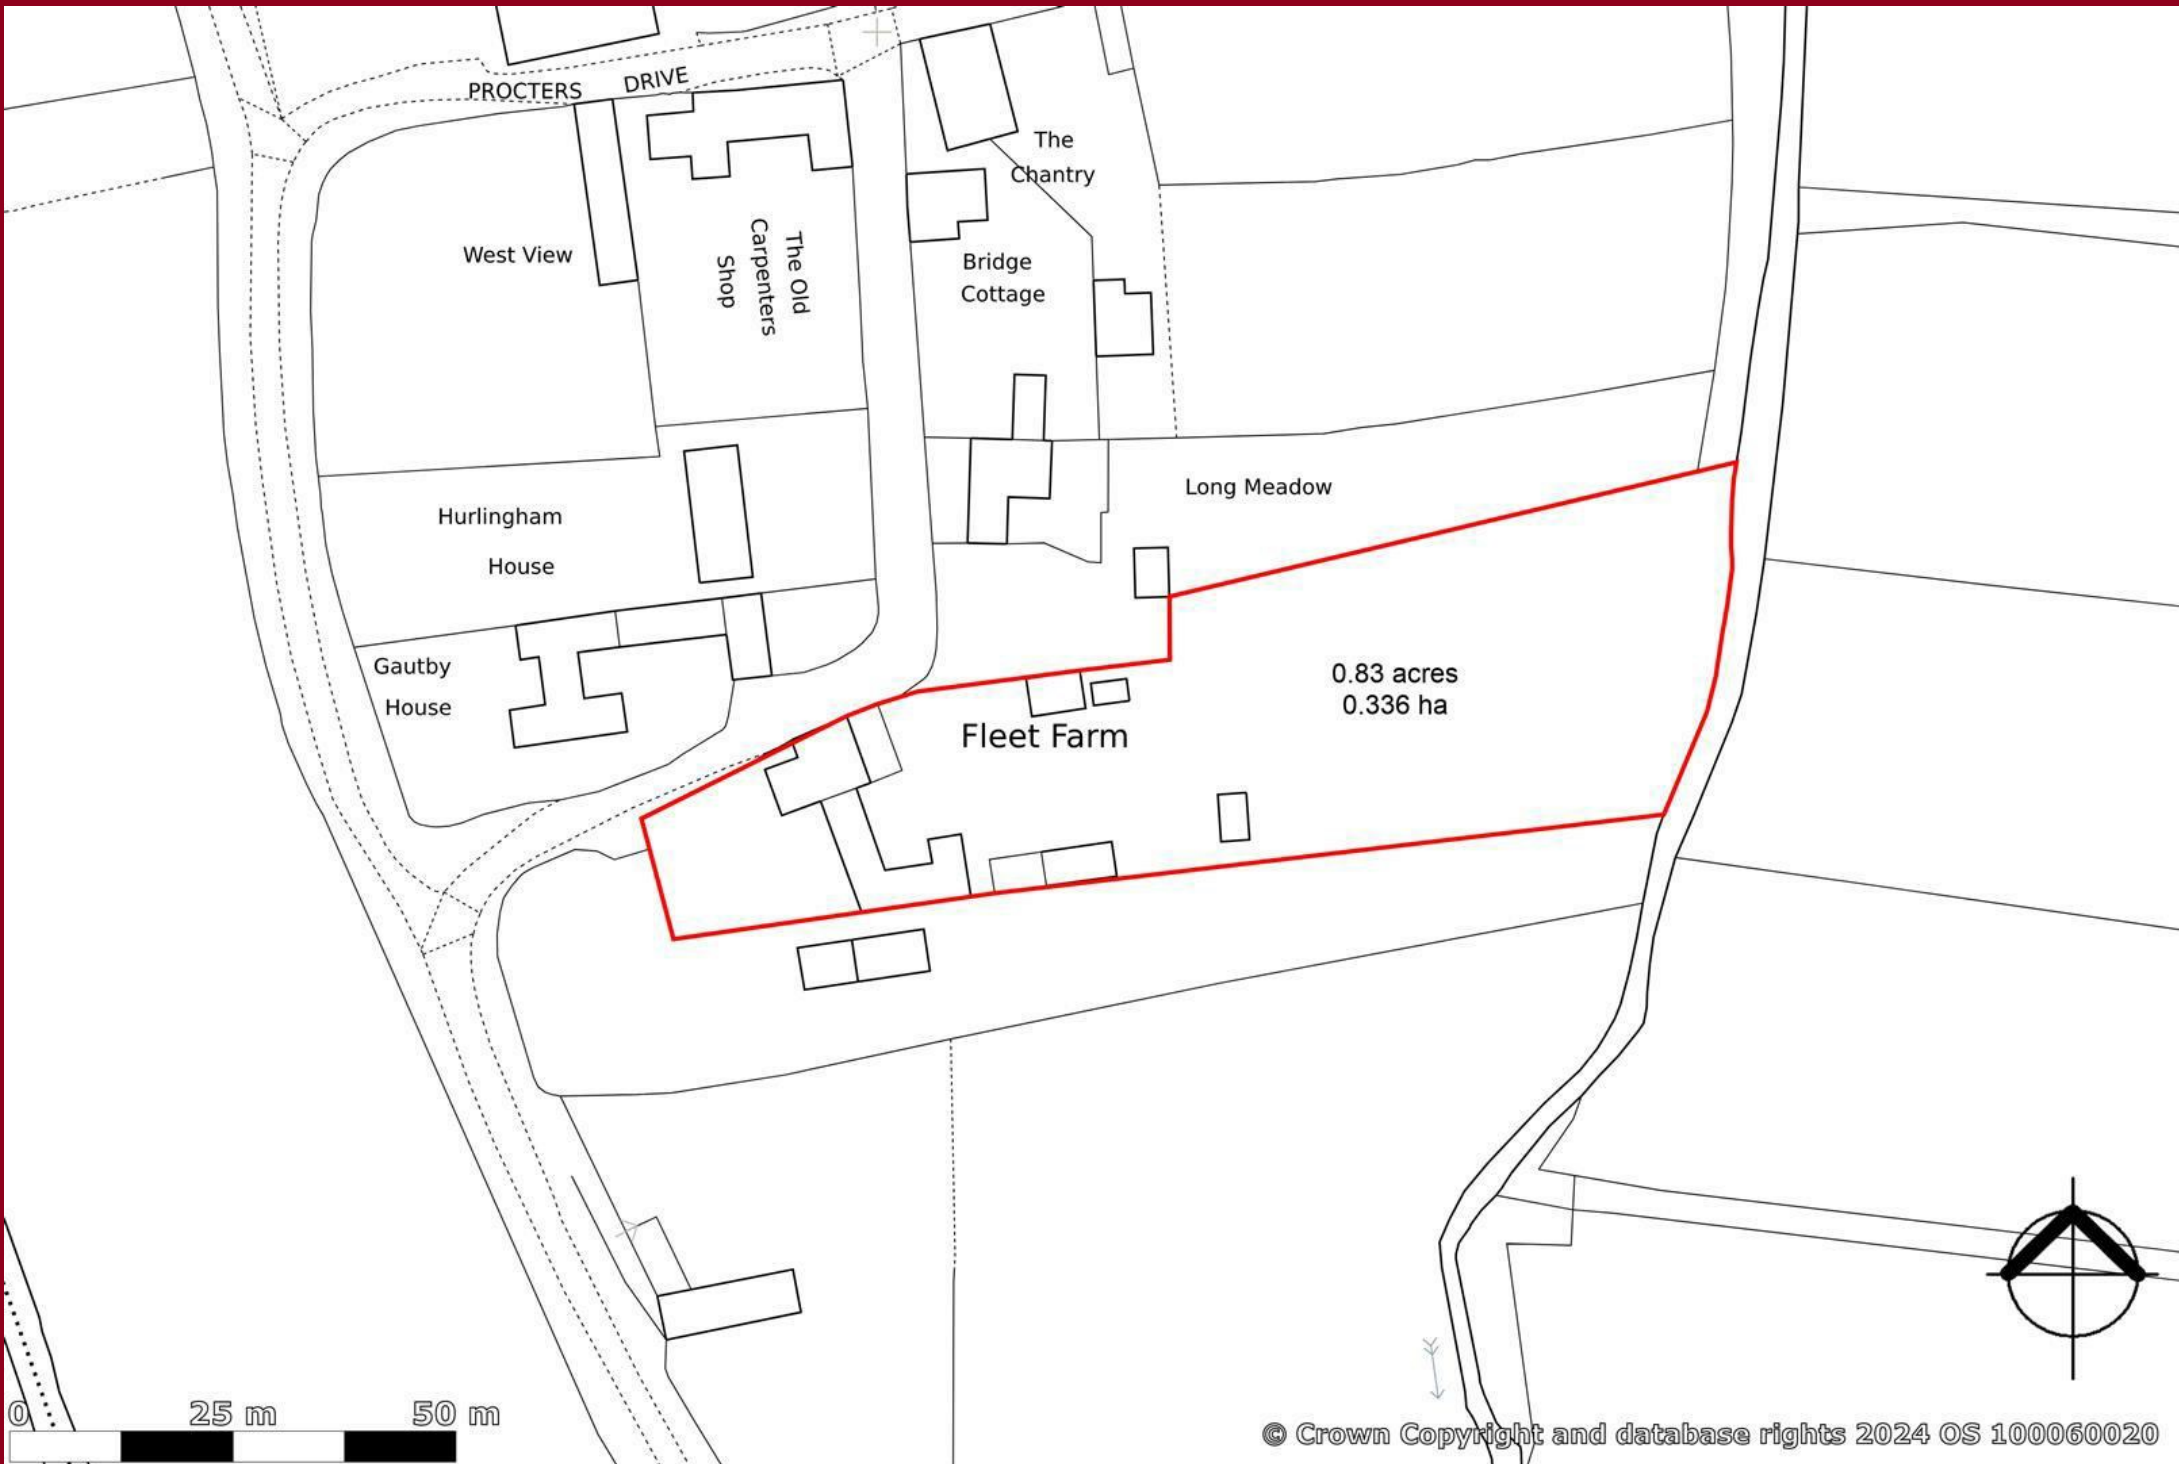 PROCTERS DRIVE
The
Chantry
West View
The Old
Carpenters
Shop
Bridge
Cottage
Long Meadow
Hurlingham
House
Gautby
House
0.83 acres
0.336 ha
Fleet Farm
0 25 m 50 m
© Crown Copyright and database rights 2024 OS 100060020